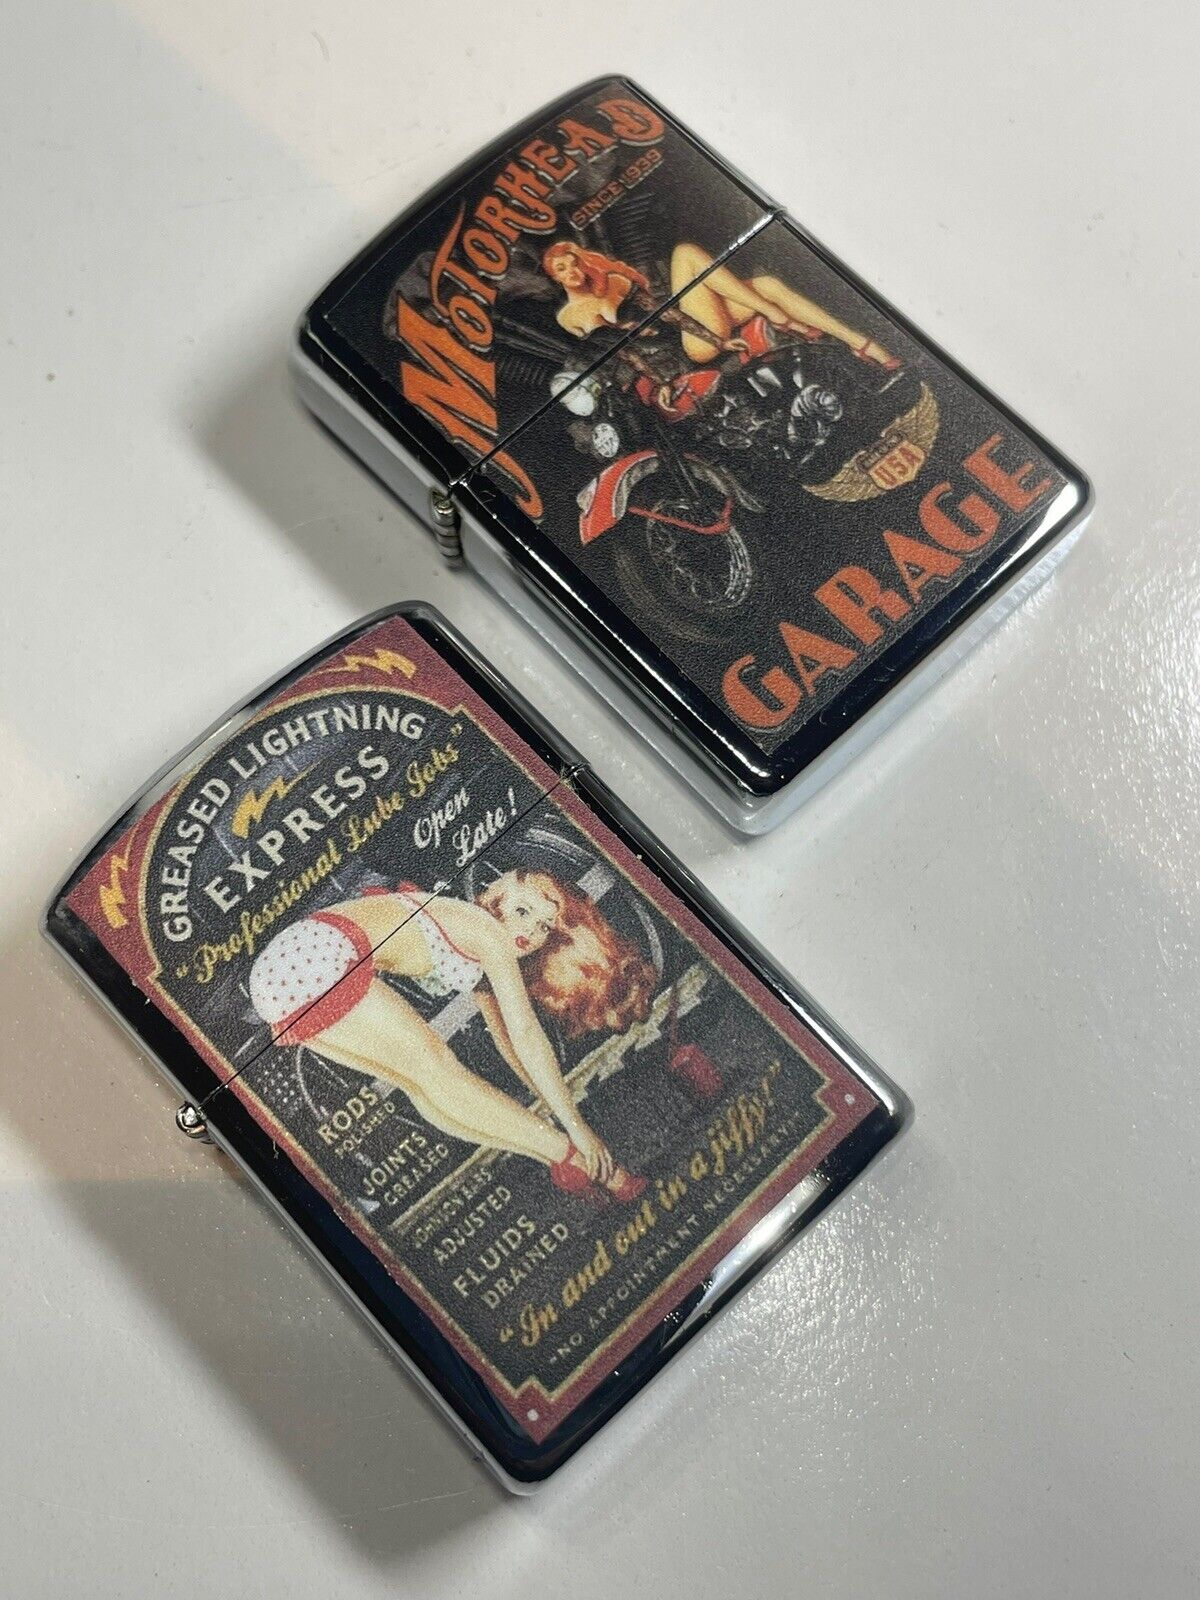 MOTORHEAD
SINCE 1939
USA
GARAGE
GREASED LIGHTNING
EXPRESS
"Professional Lube Jobs"
Open
Late!
RODS
POLISHED
JOINTS
GREASED
ADJUSTED
FLUIDS
DRAINED
"In and out in a jiffy!"
NO APPOINTMENT NECESSARY